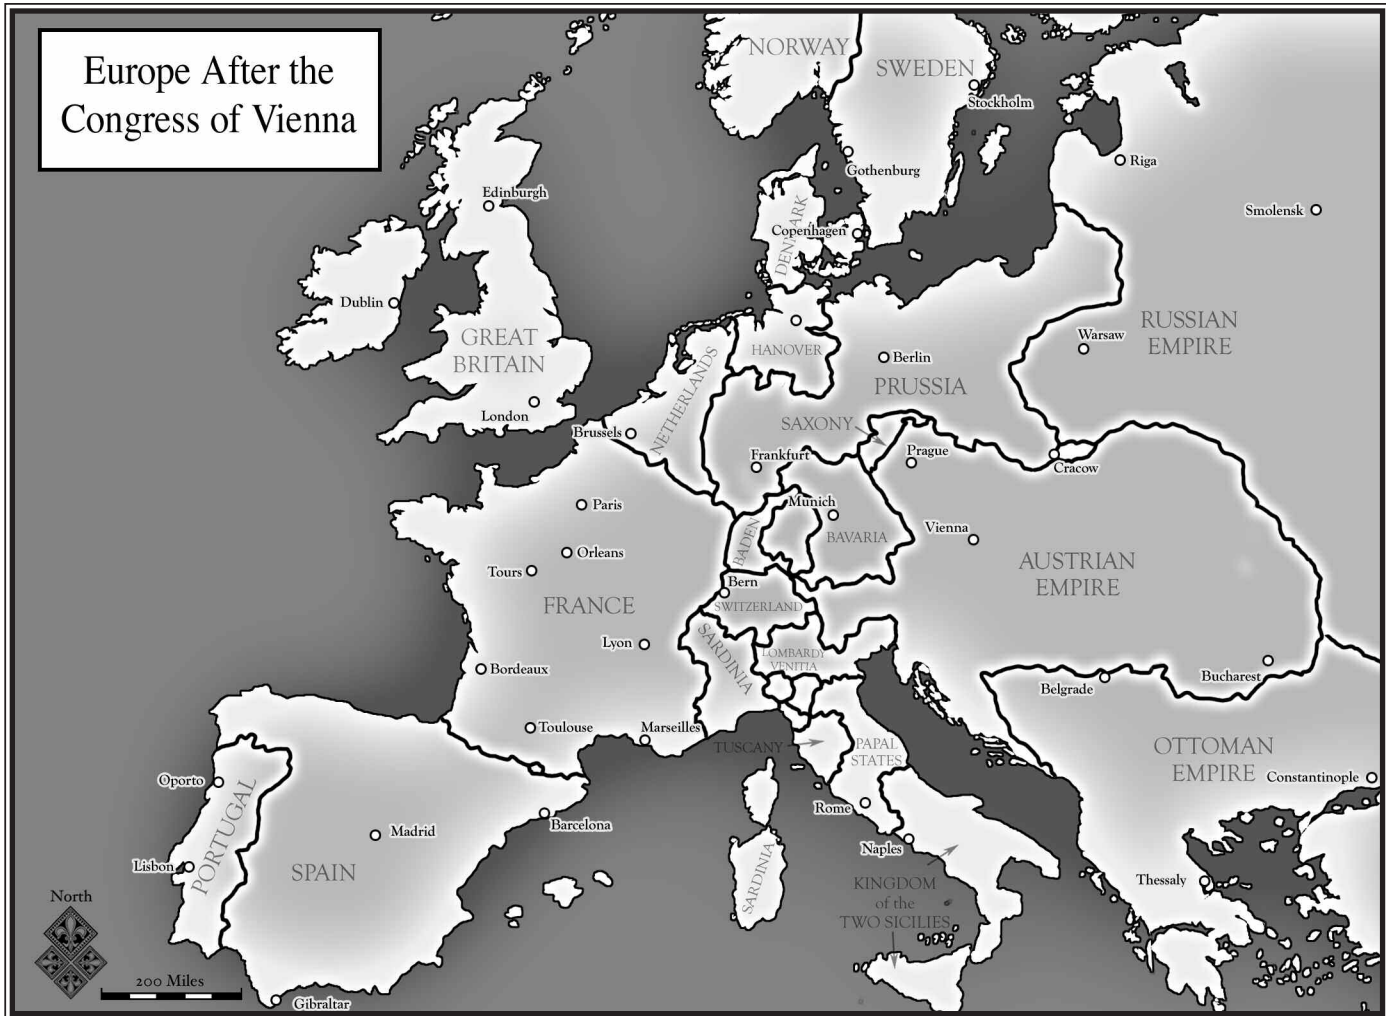 Europe After the
Congress of Vienna
NORWAY
SWEDEN
Stockholm
Gothenburg
Riga
Smolensk
Edinburgh
DENMARK
Copenhagen
Dublin
GREAT
BRITAIN
London
HANOVER
Berlin
PRUSSIA
Warsaw
RUSSIAN
EMPIRE
NETHERLANDS
Brussels
SAXONY
Frankfurt
Prague
Cracow
Paris
Munich
BADEN
BAVARIA
Vienna
Orleans
Tours
AUSTRIAN
EMPIRE
Bern
SWITZERLAND
FRANCE
Lyon
SARDINIA
LOMBARDY
VENITIA
Bordeaux
Belgrade
Bucharest
Toulouse
Marseilles
TUSCANY
PAPAL
STATES
OTTOMAN
EMPIRE
Constantinople
Oporto
PORTUGAL
Rome
Barcelona
Madrid
Naples
Lisbon
SPAIN
SARDINIA
KINGDOM
of the
TWO SICILIES
Thessaly
North
200 Miles
Gibraltar